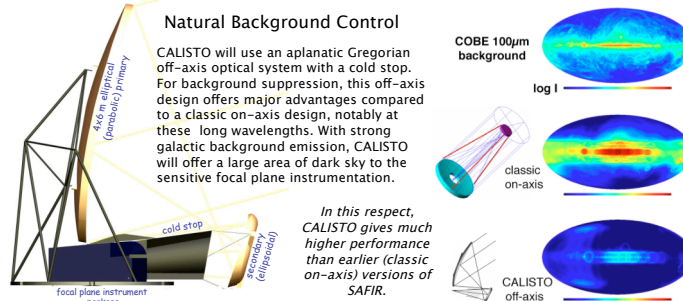 Natural Background Control
CALISTO will use an aplanatic Gregorian
off-axis optical system with a cold stop.
For background suppression, this off-axis
design offers major advantages compared
to a classic on-axis design, notably at
these long wavelengths. With strong
galactic background emission, CALISTO
will offer a large area of dark sky to the
sensitive focal plane instrumentation.
In this respect,
CALISTO gives much
higher performance
than earlier (classic
on-axis) versions of
SAFIR.
4x6 m elliptical
(parabolic) primary
cold stop
secondary
(elipsoidal)
focal plane instrument
COBE 100µm
background
log I
classic
on-axis
CALISTO
off-axis